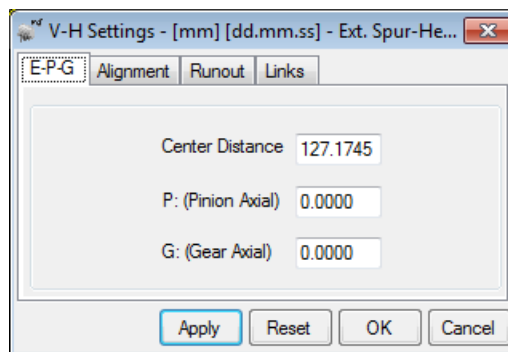 V-H Settings - [mm] [dd.mm.ss] - Ext. Spur-He...
E-P-G Alignment Runout Links
Center Distance 127.1745
P: (Pinion Axial) 0.0000
G: (Gear Axial) 0.0000
Apply Reset OK Cancel